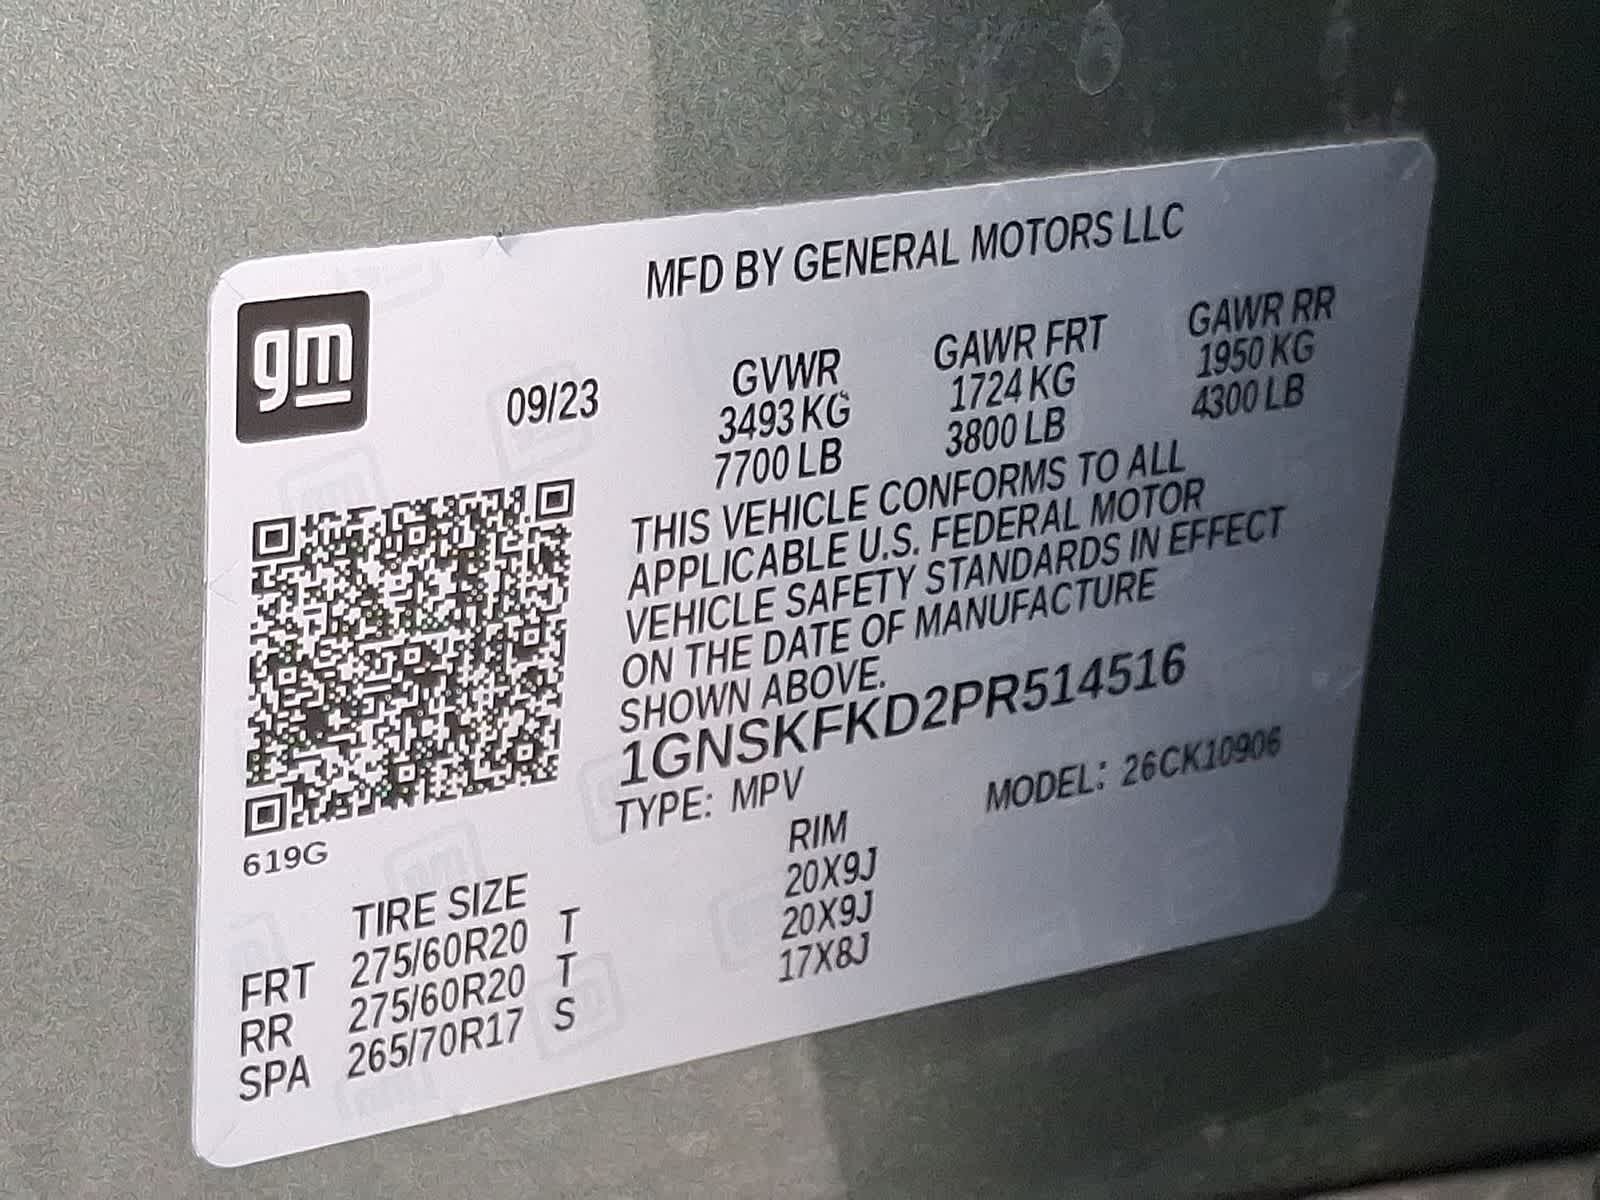 MFD BY GENERAL MOTORS LLC
gm
09/23
GVWR GAWR FRT GAWR RR
3493 KG 1724 KG 1950 KG
7700 LB 3800 LB 4300 LB
THIS VEHICLE CONFORMS TO ALL
APPLICABLE U.S. FEDERAL MOTOR
VEHICLE SAFETY STANDARDS IN EFFECT
ON THE DATE OF MANUFACTURE
SHOWN ABOVE.
1GNSKFKD2PR514516
TYPE: MPV MODEL: 26CK10906
619G
TIRE SIZE RIM
FRT 275/60R20 T 20X9J
RR 275/60R20 T 20X9J
SPA 265/70R17 S 17X8J